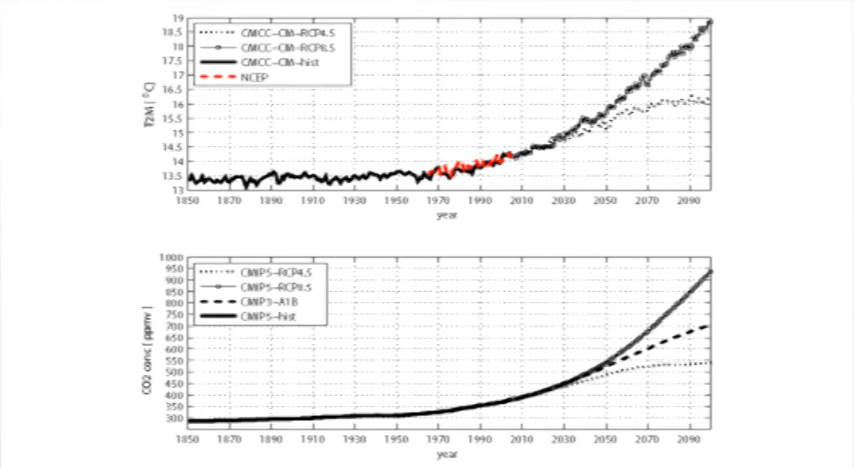 19
18.5
18
17.5
17
16.5
16
15.5
15
14.5
14
13.5
13
T2M [ °C]
CMCC-CM-RCP4.5
CMCC-CM-RCP8.5
CMCC-CM-hist
NCEP
1850 1870 1890 1910 1930 1950 1970 1990 2010 2030 2050 2070 2090
year
1000
950
900
850
800
750
700
650
600
550
500
450
400
350
300
CO2 conc [ ppmv ]
CMIP5-RCP4.5
CMIP5-RCP8.5
CMIP3-A1B
CMIP5-hist
1850 1870 1890 1910 1930 1950 1970 1990 2010 2030 2050 2070 2090
year